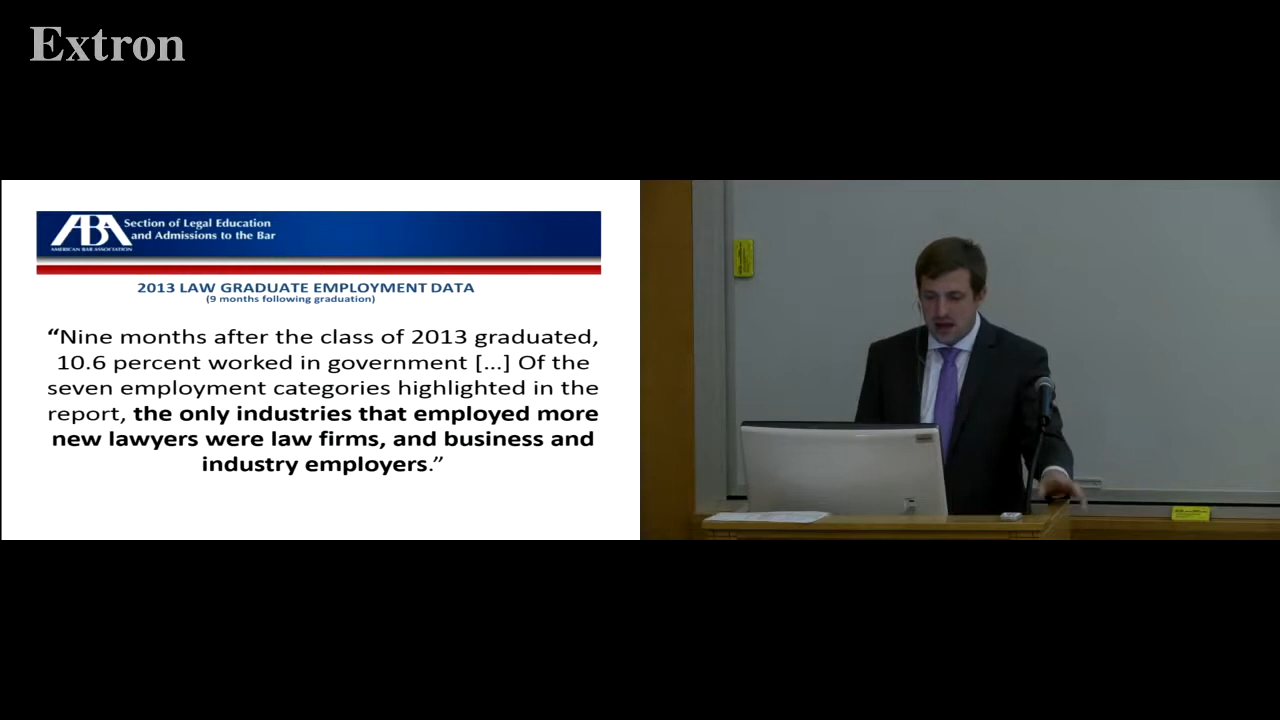 Extron
ABA
AMERICAN BAR ASSOCIATION
Section of Legal Education
and Admissions to the Bar
2013 LAW GRADUATE EMPLOYMENT DATA
(9 months following graduation)
“Nine months after the class of 2013 graduated,
10.6 percent worked in government [...] Of the
seven employment categories highlighted in the
report, the only industries that employed more
new lawyers were law firms, and business and
industry employers.”